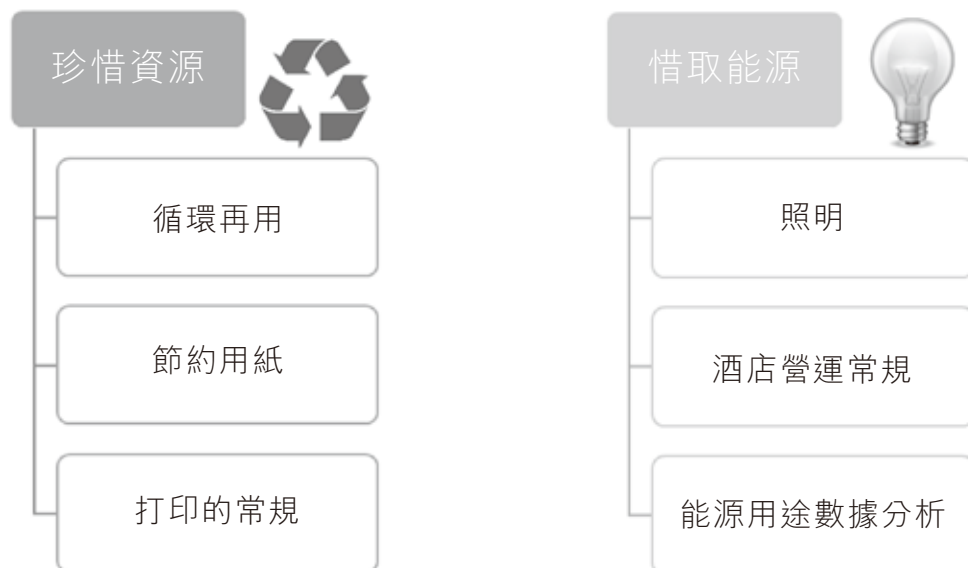 珍惜資源
循環再用
節約用紙
打印的常規
惜取能源
照明
酒店營運常規
能源用途數據分析